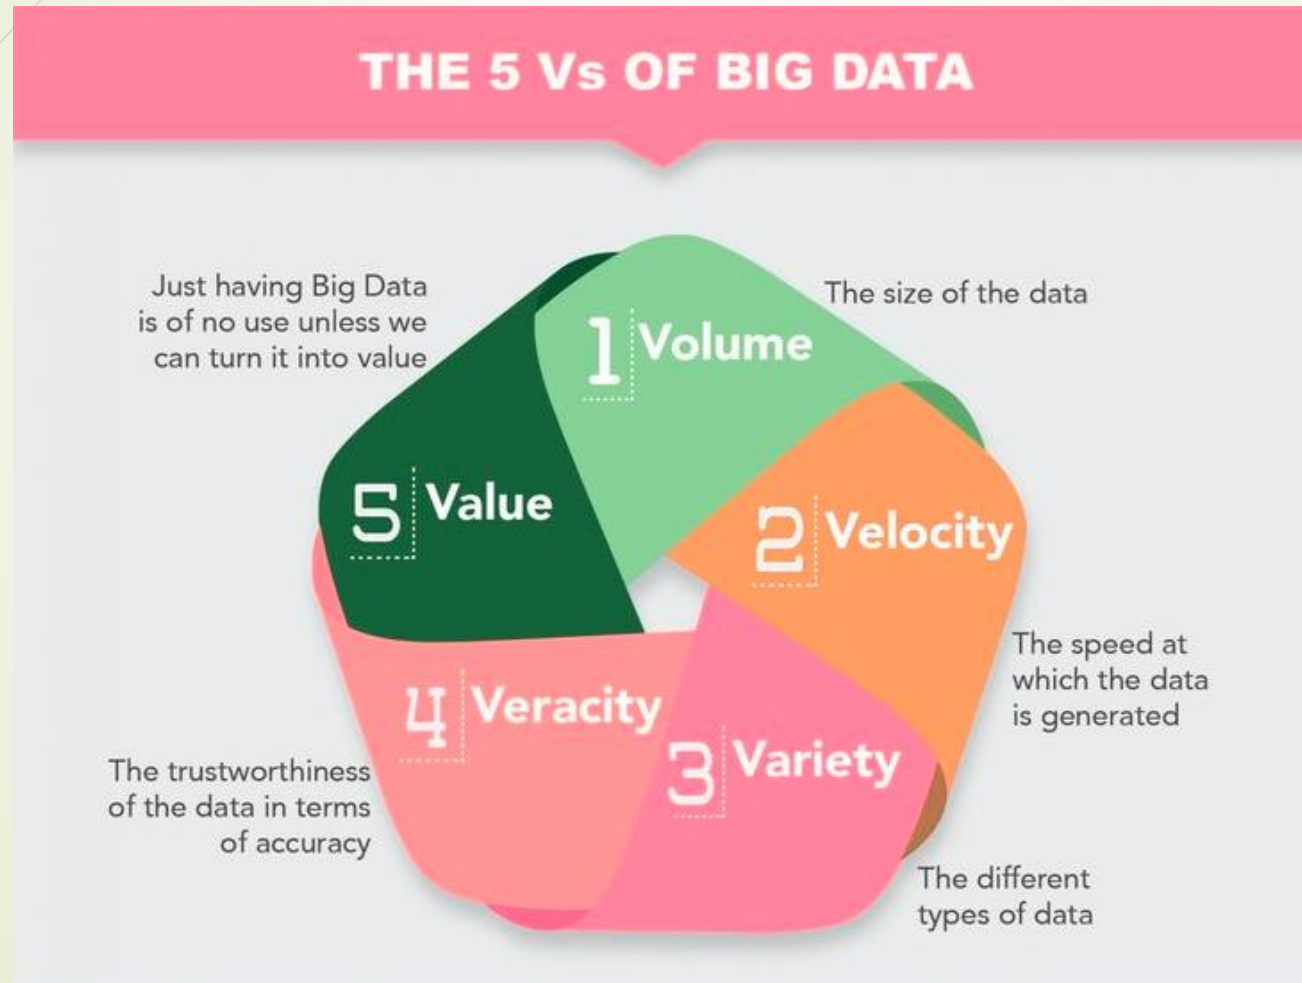 THE 5 Vs OF BIG DATA
1 Volume
The size of the data
2 Velocity
The speed at
which the data
is generated
3 Variety
The different
types of data
4 Veracity
The trustworthiness
of the data in terms
of accuracy
5 Value
Just having Big Data
is of no use unless we
can turn it into value